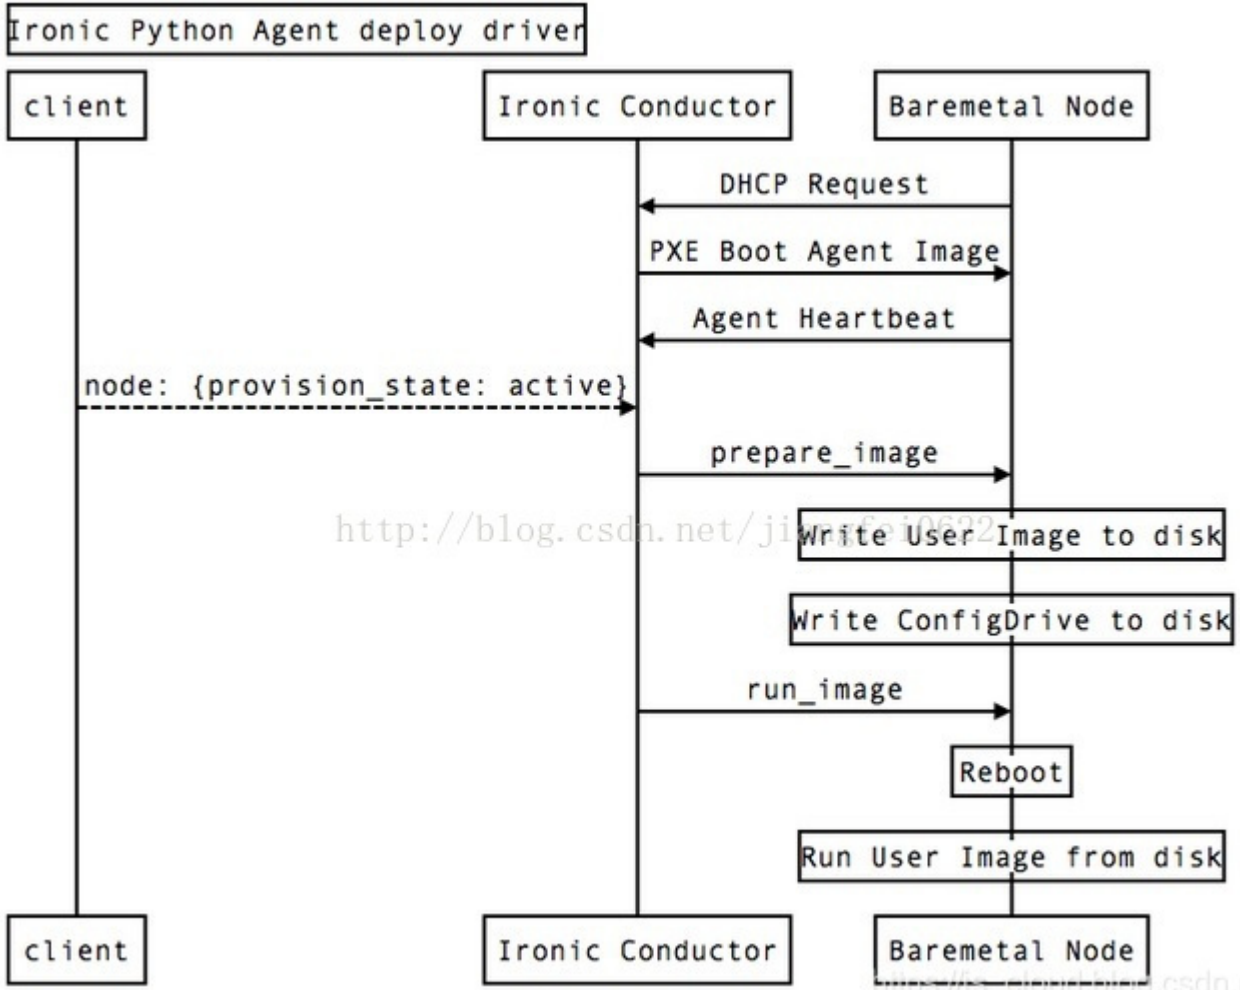 Ironic Python Agent deploy driver
client
Ironic Conductor
Baremetal Node
DHCP Request
PXE Boot Agent Image
Agent Heartbeat
node: {provision_state: active}
prepare_image
http://blog.csdn.net/jiangfei0622
Write User Image to disk
Write ConfigDrive to disk
run_image
Reboot
Run User Image from disk
client
Ironic Conductor
Baremetal Node